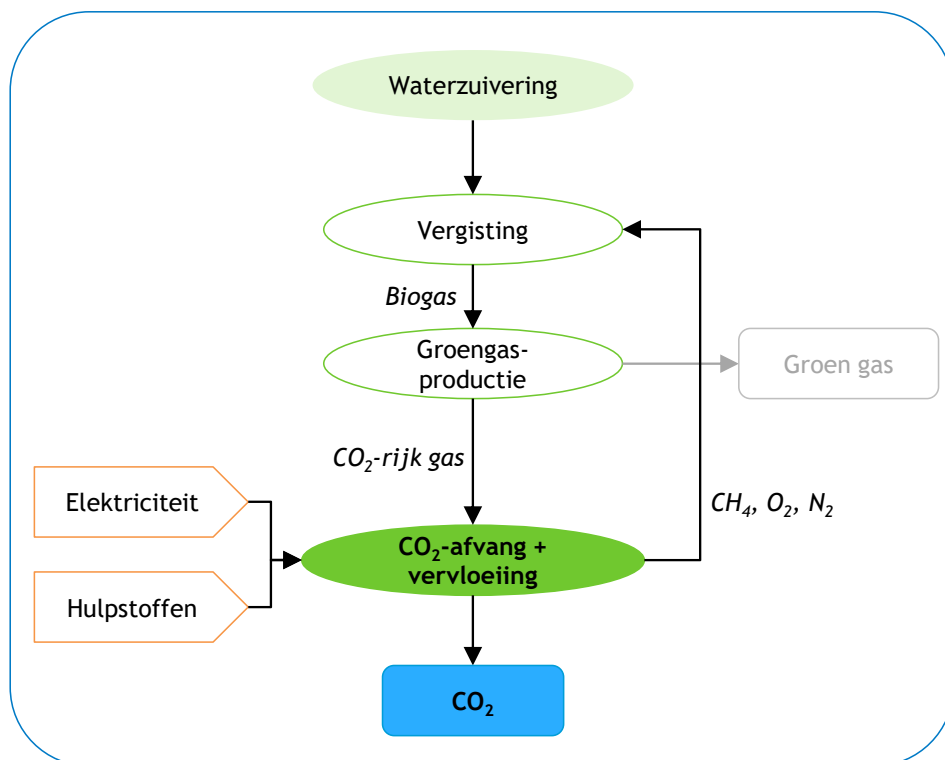 Waterzuivering
Vergisting
Biogas
Groengas-
productie
Groen gas
CO₂-rijk gas
Elektriciteit
CH₄, O₂, N₂
CO₂-afvang +
vervloeiing
Hulpstoffen
CO₂